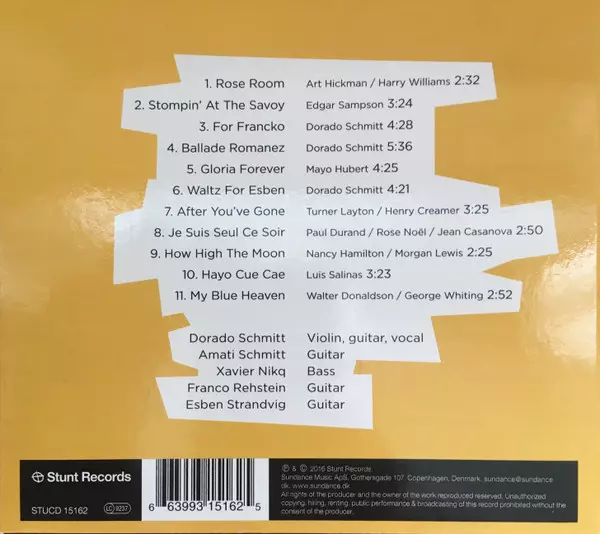 1. Rose Room Art Hickman / Harry Williams 2:32
2. Stompin' At The Savoy Edgar Sampson 3:24
3. For Francko Dorado Schmitt 4:28
4. Ballade Romanez Dorado Schmitt 5:36
5. Gloria Forever Mayo Hubert 4:25
6. Waltz For Esben Dorado Schmitt 4:21
7. After You've Gone Turner Layton / Henry Creamer 3:25
8. Je Suis Seul Ce Soir Paul Durand / Rose Noël / Jean Casanova 2:50
9. How High The Moon Nancy Hamilton / Morgan Lewis 2:25
10. Hayo Cue Cae Luis Salinas 3:23
11. My Blue Heaven Walter Donaldson / George Whiting 2:52
Dorado Schmitt Violin, guitar, vocal
Amati Schmitt Guitar
Xavier Nikq Bass
Franco Rehstein Guitar
Esben Strandvig Guitar
Stunt Records
STUCD 15162
LC 9237
6 63993 15162 5
℗ & © 2016 Stunt Records
Sundance Music ApS, Gothersgade 107, Copenhagen, Denmark. sundance@sundance
dk. www.sundance.dk
All rights of the producer and the owner of the work reproduced reserved. Unauthorized
copying, hiring, renting, public performance & broadcasting of this record prohibited without the
consent of the producer.